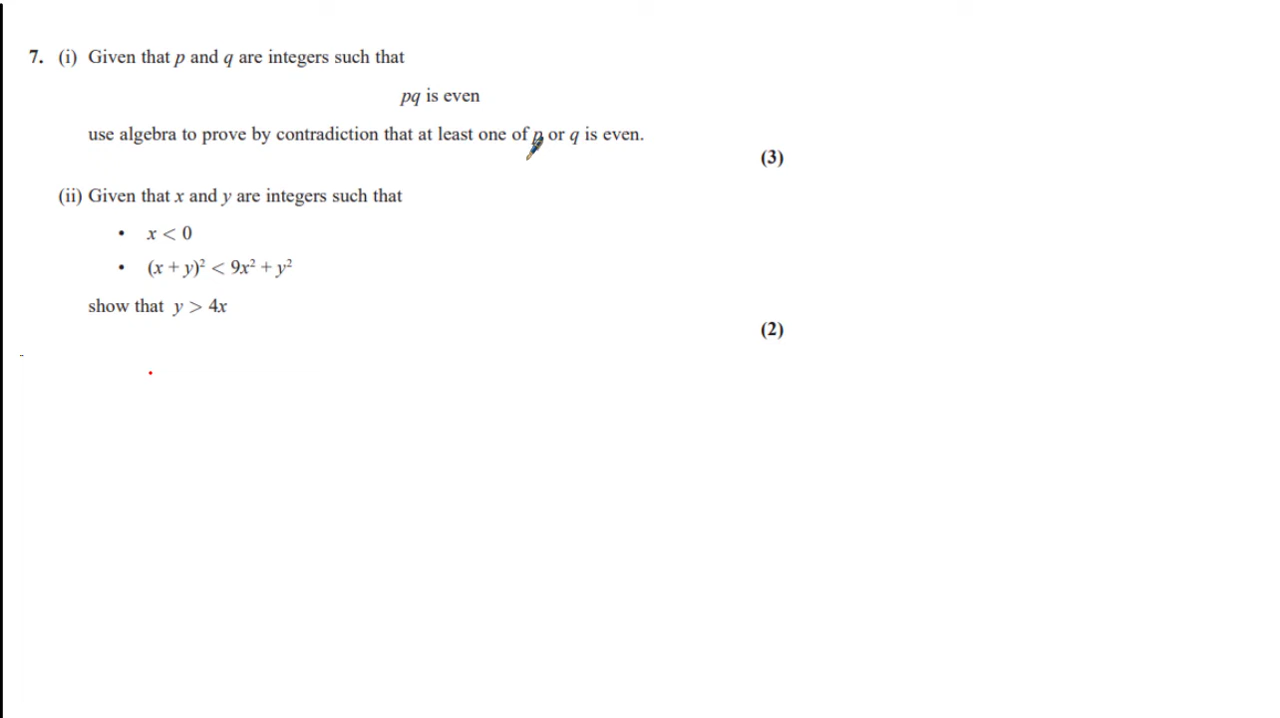 7. (i) Given that p and q are integers such that
pq is even
use algebra to prove by contradiction that at least one of p or q is even.
(3)
(ii) Given that x and y are integers such that
• x < 0
• (x + y)² < 9x² + y²
show that y > 4x
(2)